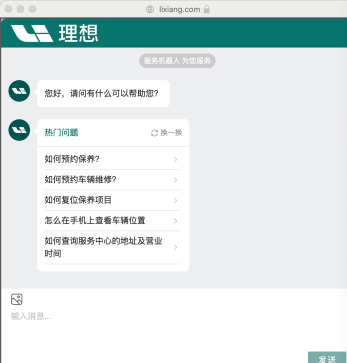 lixiang.com
理想
服务机器人 为您服务
您好，请问有什么可以帮助您？
热门问题 换一换
如何预约保养？
如何预约车辆维修？
如何复位保养项目
怎么在手机上查看车辆位置
如何查询服务中心的地址及营业
时间
输入消息...
发送